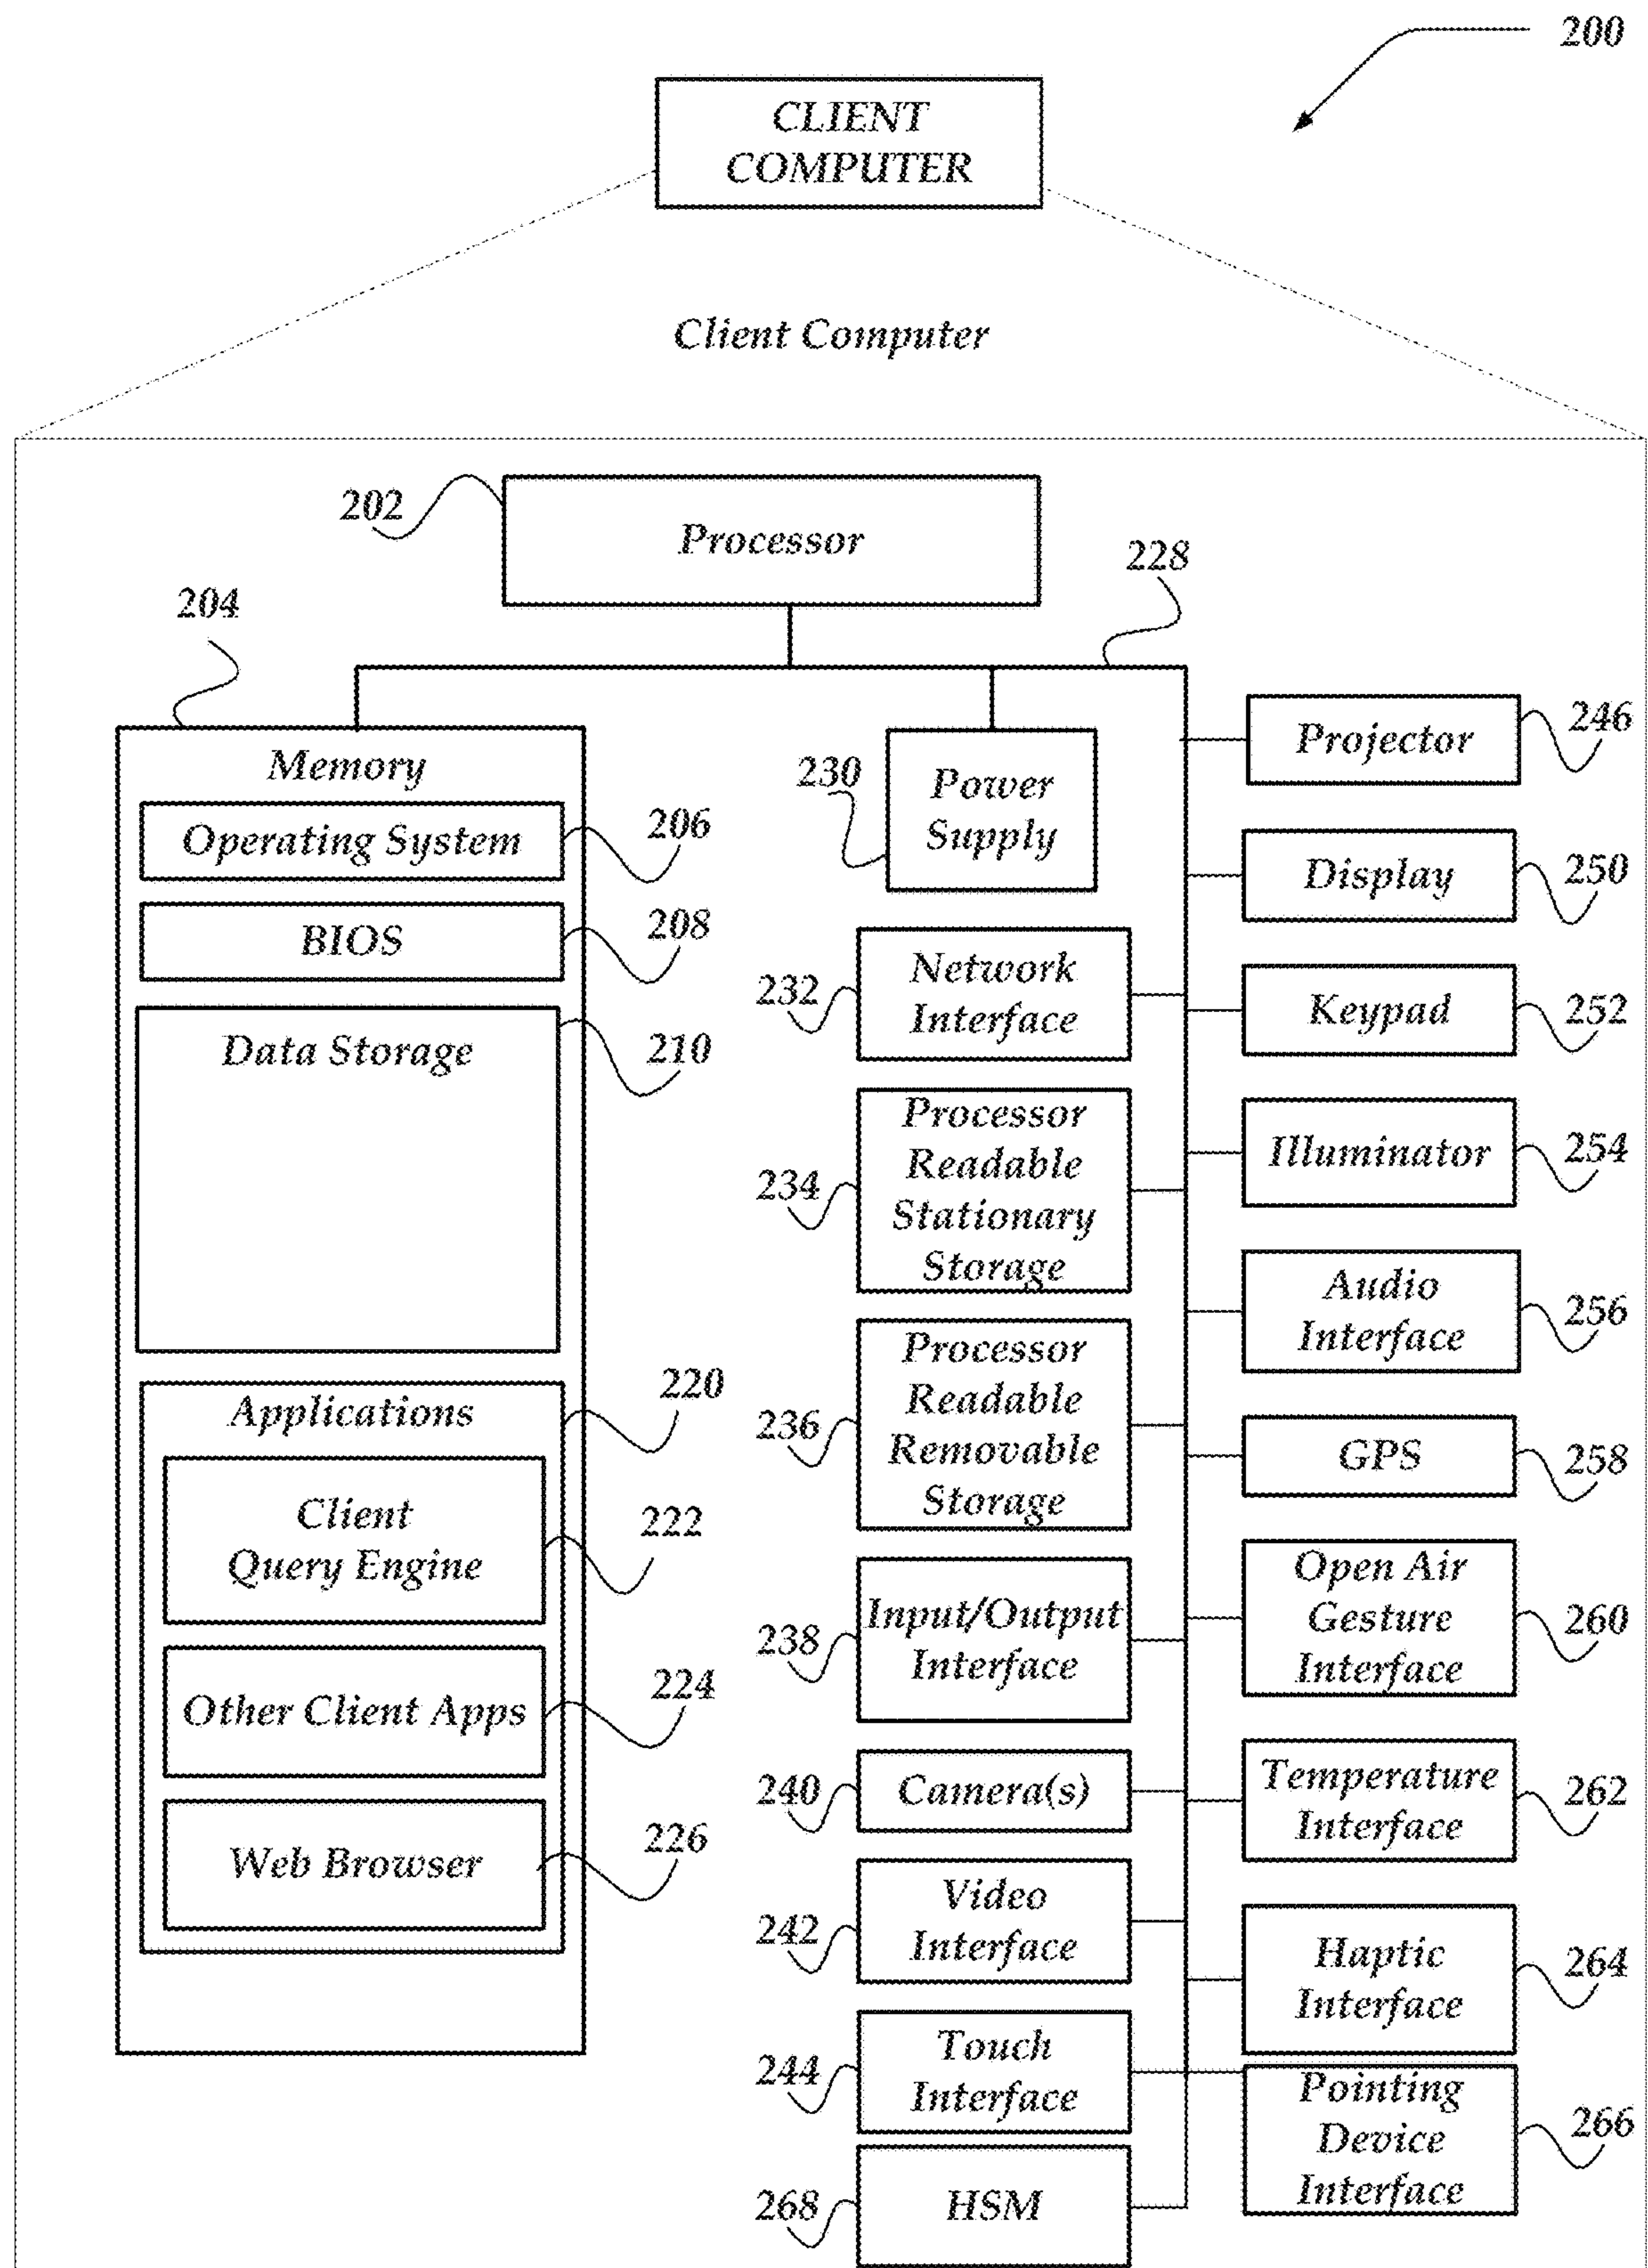 200
CLIENT
COMPUTER
Client Computer
202
Processor
228
204
Memory
Operating System
206
BIOS
208
Data Storage
210
Applications
220
Client
Query Engine
222
Other Client Apps
224
Web Browser
226
230
Power
Supply
232
Network
Interface
234
Processor
Readable
Stationary
Storage
236
Processor
Readable
Removable
Storage
238
Input/Output
Interface
240
Camera(s)
242
Video
Interface
244
Touch
Interface
268
HSM
Projector
246
Display
250
Keypad
252
Illuminator
254
Audio
Interface
256
GPS
258
Open Air
Gesture
Interface
260
Temperature
Interface
262
Haptic
Interface
264
Pointing
Device
Interface
266